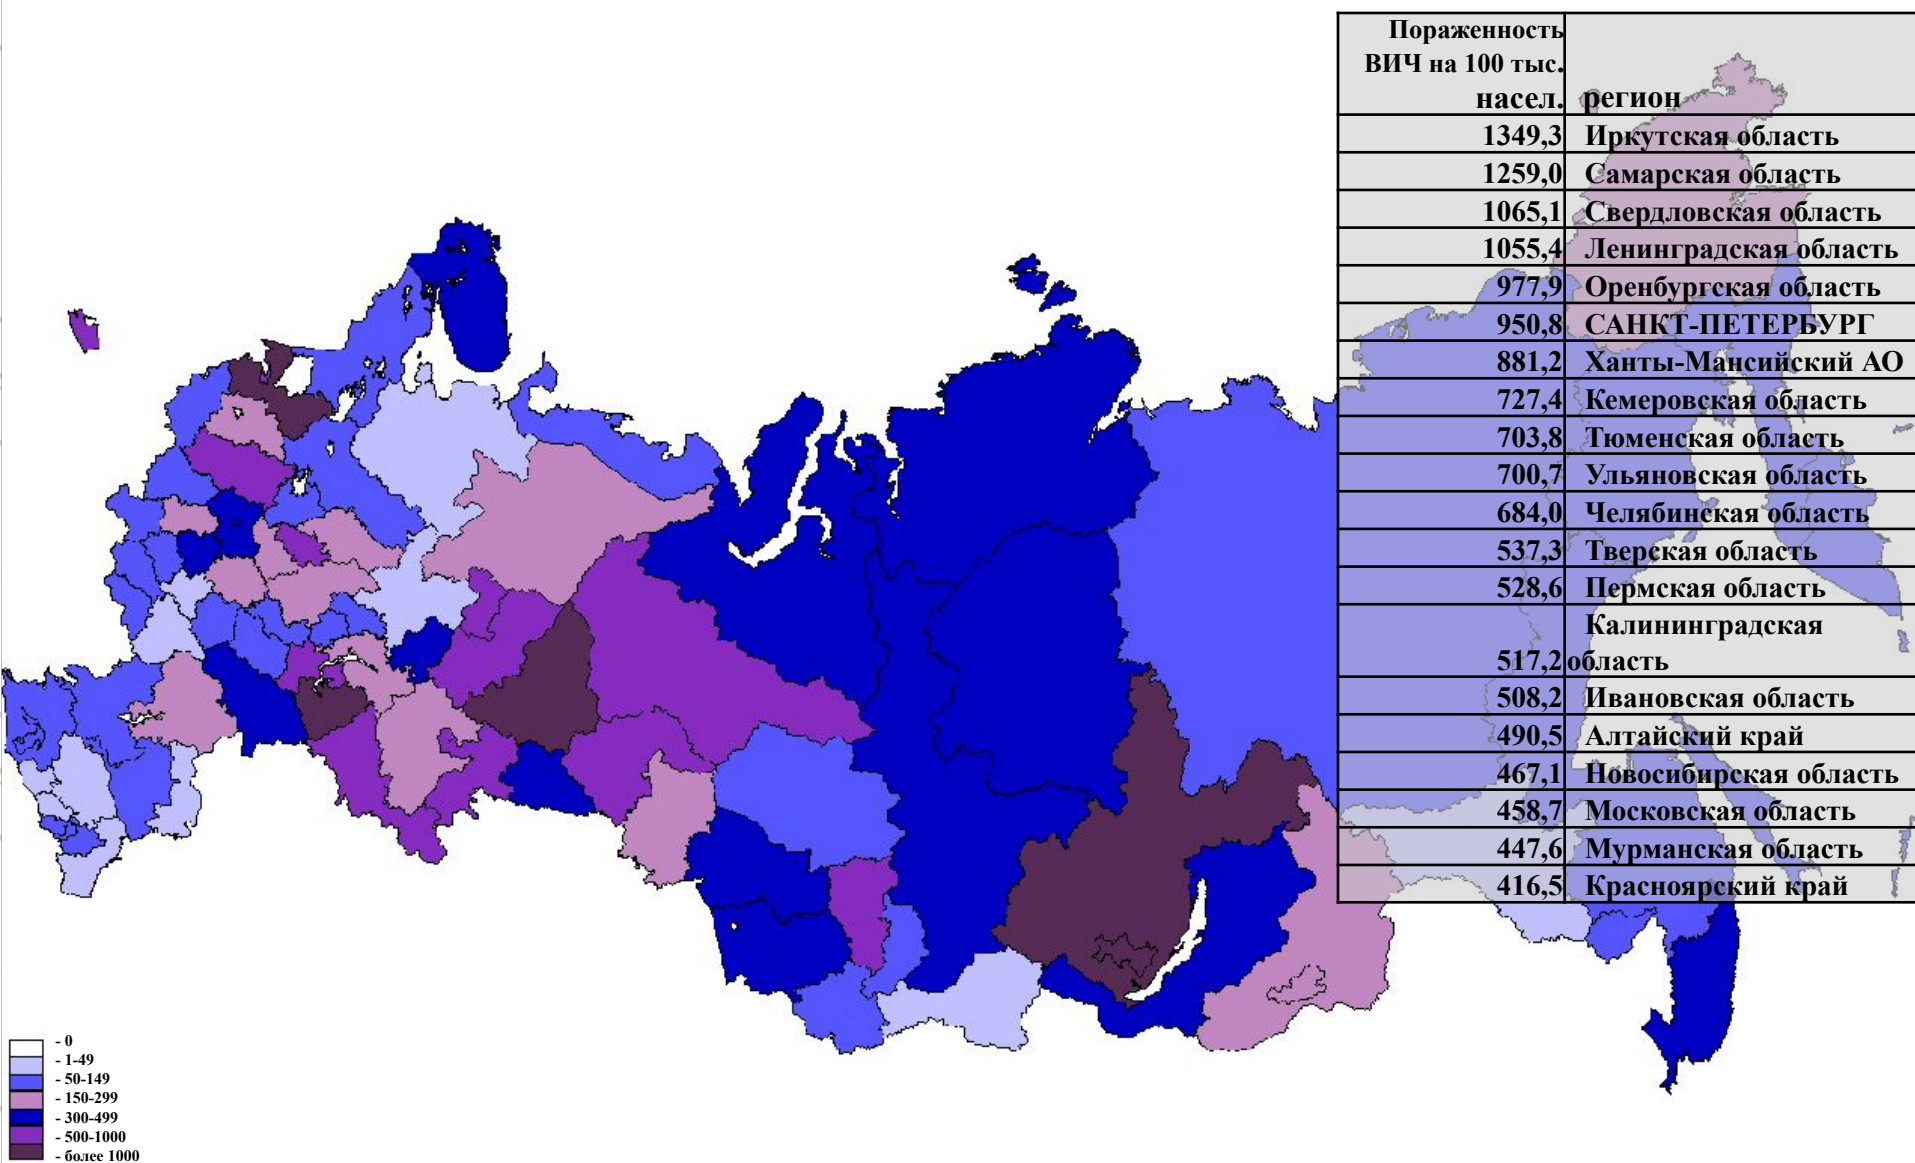 Пораженность
ВИЧ на 100 тыс.
насел. регион
1349,3 Иркутская область
1259,0 Самарская область
1065,1 Свердловская область
1055,4 Ленинградская область
977,9 Оренбургская область
950,8 САНКТ-ПЕТЕРБУРГ
881,2 Ханты-Мансийский АО
727,4 Кемеровская область
703,8 Тюменская область
700,7 Ульяновская область
684,0 Челябинская область
537,3 Тверская область
528,6 Пермская область
Калининградская
517,2 область
508,2 Ивановская область
490,5 Алтайский край
467,1 Новосибирская область
458,7 Московская область
447,6 Мурманская область
416,5 Красноярский край
- 0
- 1-49
- 50-149
- 150-299
- 300-499
- 500-1000
- более 1000